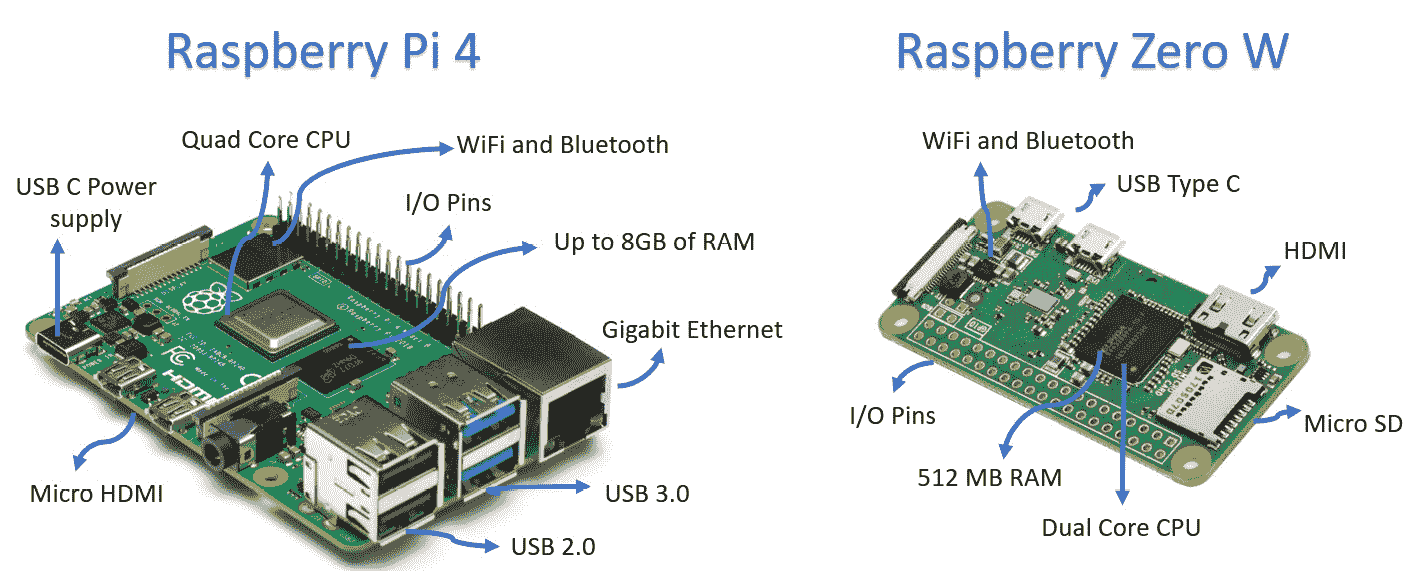 Raspberry Pi 4
Raspberry Zero W
Quad Core CPU
WiFi and Bluetooth
USB C Power
supply
I/O Pins
Up to 8GB of RAM
Gigabit Ethernet
Micro HDMI
USB 3.0
USB 2.0
FC
HDMI
WiFi and Bluetooth
USB Type C
HDMI
I/O Pins
Micro SD
512 MB RAM
Dual Core CPU